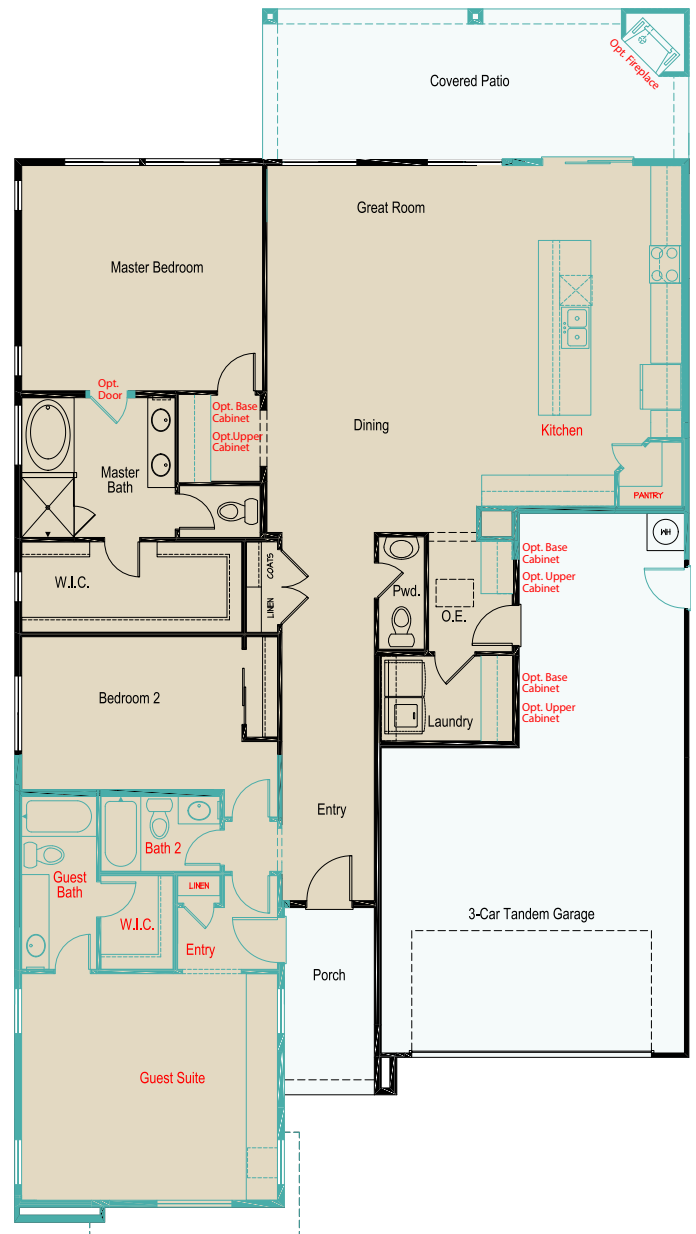 Opt. Fireplace
Covered Patio
Great Room
Master Bedroom
Opt.
Door
Opt. Base
Cabinet
Opt.Upper
Cabinet
Dining
Kitchen
Master
Bath
PANTRY
W.I.C.
COATS
LINEN
Pwd.
O.E.
Opt. Base
Cabinet
Opt. Upper
Cabinet
WH
Bedroom 2
Laundry
Opt. Base
Cabinet
Opt. Upper
Cabinet
Entry
Bath 2
Guest
Bath
LINEN
W.I.C.
Entry
3-Car Tandem Garage
Porch
Guest Suite